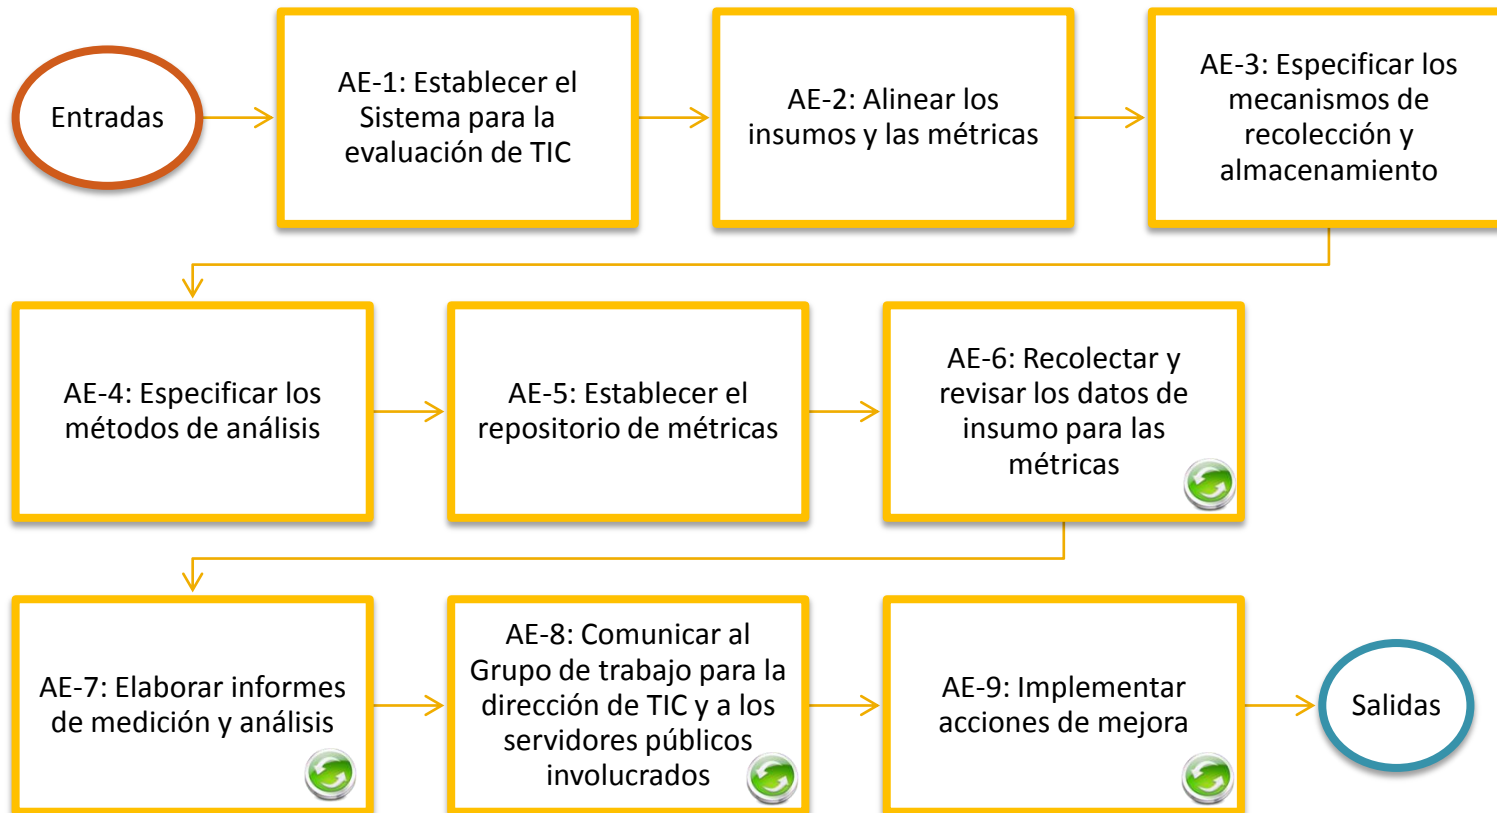 Entradas
AE-1: Establecer el
Sistema para la
evaluación de TIC
AE-2: Alinear los
insumos y las métricas
AE-3: Especificar los
mecanismos de
recolección y
almacenamiento
AE-4: Especificar los
métodos de análisis
AE-5: Establecer el
repositorio de métricas
AE-6: Recolectar y
revisar los datos de
insumo para las
métricas
AE-7: Elaborar informes
de medición y análisis
AE-8: Comunicar al
Grupo de trabajo para la
dirección de TIC y a los
servidores públicos
involucrados
AE-9: Implementar
acciones de mejora
Salidas